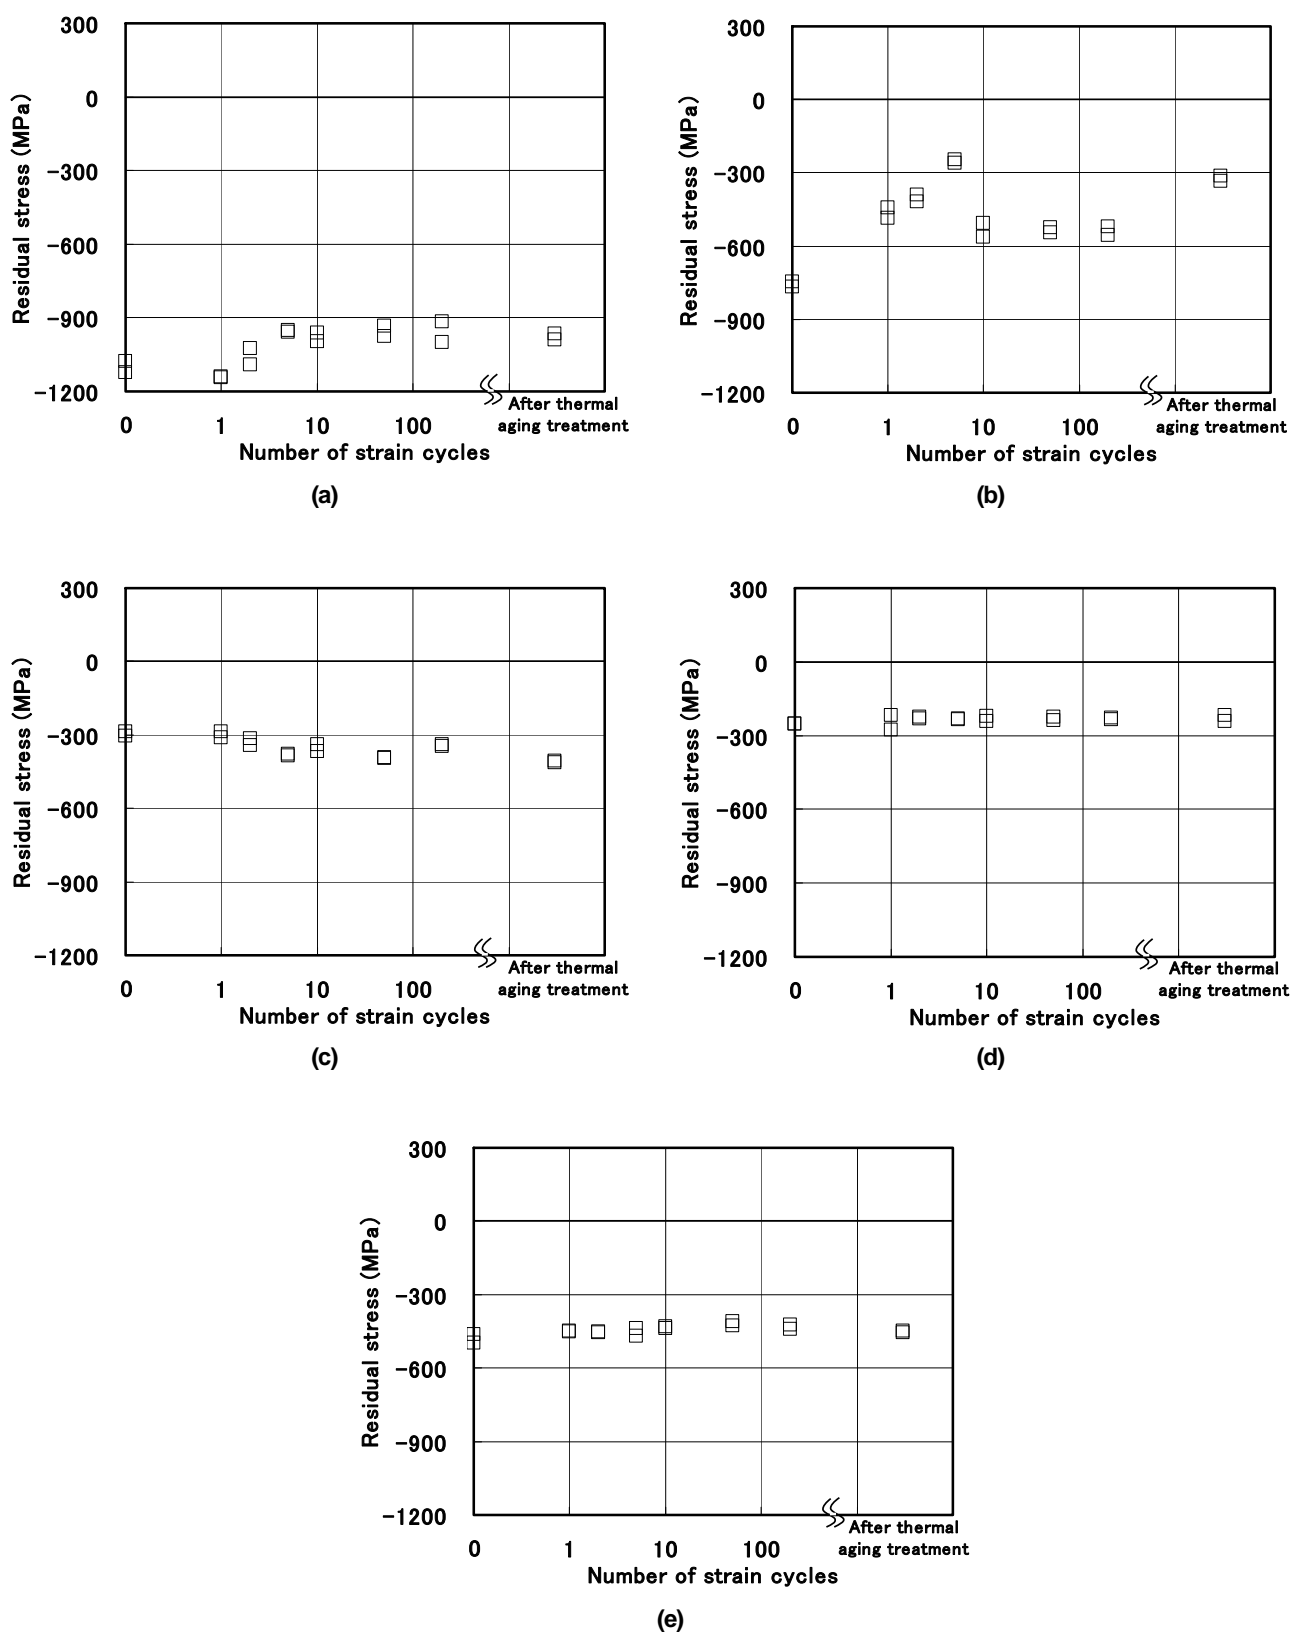 300
0
−300
−600
−900
−1200
Residual stress (MPa)
0 1 10 100
After thermal
aging treatment
Number of strain cycles
(a)
300
0
−300
−600
−900
−1200
Residual stress (MPa)
0 1 10 100
After thermal
aging treatment
Number of strain cycles
(b)
300
0
−300
−600
−900
−1200
Residual stress (MPa)
0 1 10 100
After thermal
aging treatment
Number of strain cycles
(c)
300
0
−300
−600
−900
−1200
Residual stress (MPa)
0 1 10 100
After thermal
aging treatment
Number of strain cycles
(d)
300
0
−300
−600
−900
−1200
Residual stress (MPa)
0 1 10 100
After thermal
aging treatment
Number of strain cycles
(e)